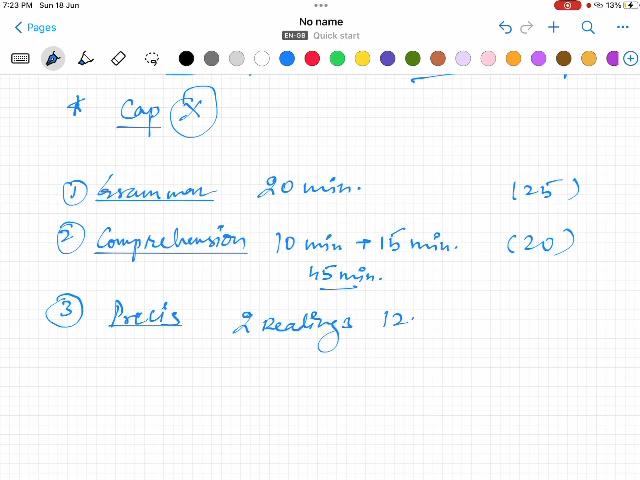 7:23 PM Sun 18 Jun
13%
Pages
No name
EN-GB Quick start
* Cap X
1 Grammar 20 min. (25)
2 Comprehension 10 min + 15 min. (20)
45 min.
3 Precis 2 Readings 12.